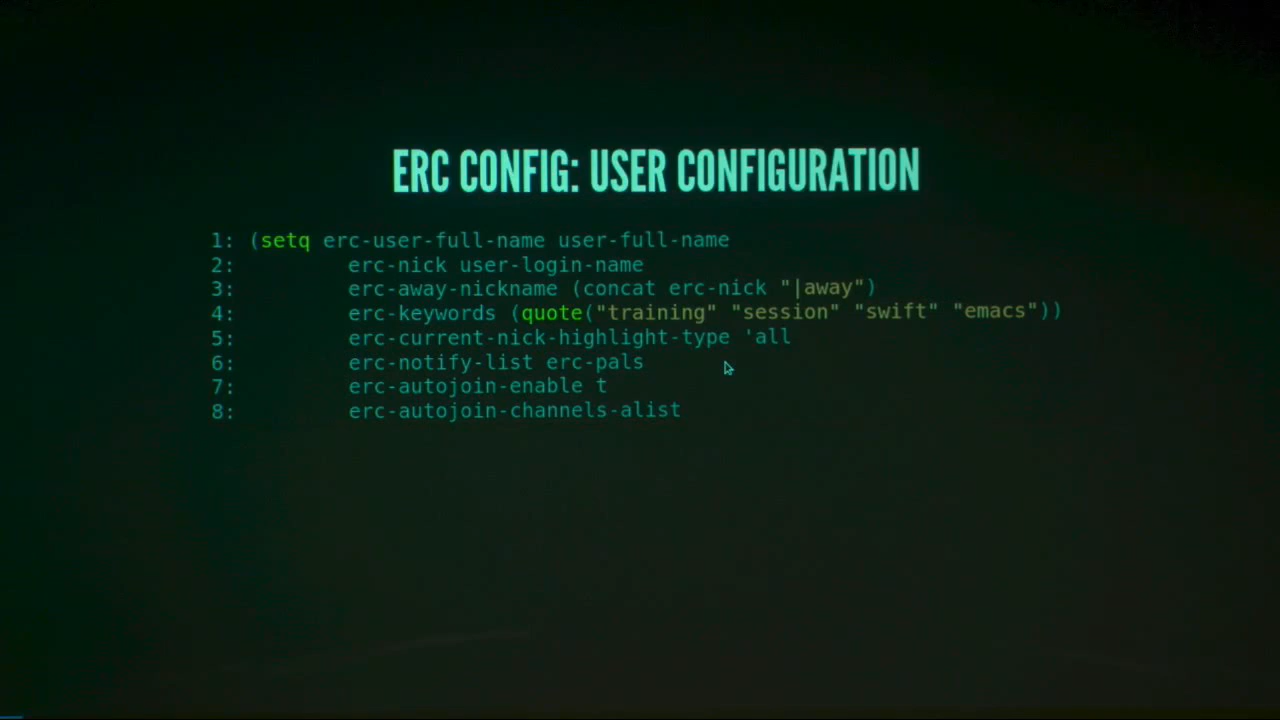 ERC CONFIG: USER CONFIGURATION
1: (setq erc-user-full-name user-full-name
2: erc-nick user-login-name
3: erc-away-nickname (concat erc-nick "|away")
4: erc-keywords (quote("training" "session" "swift" "emacs"))
5: erc-current-nick-highlight-type 'all
6: erc-notify-list erc-pals
7: erc-autojoin-enable t
8: erc-autojoin-channels-alist